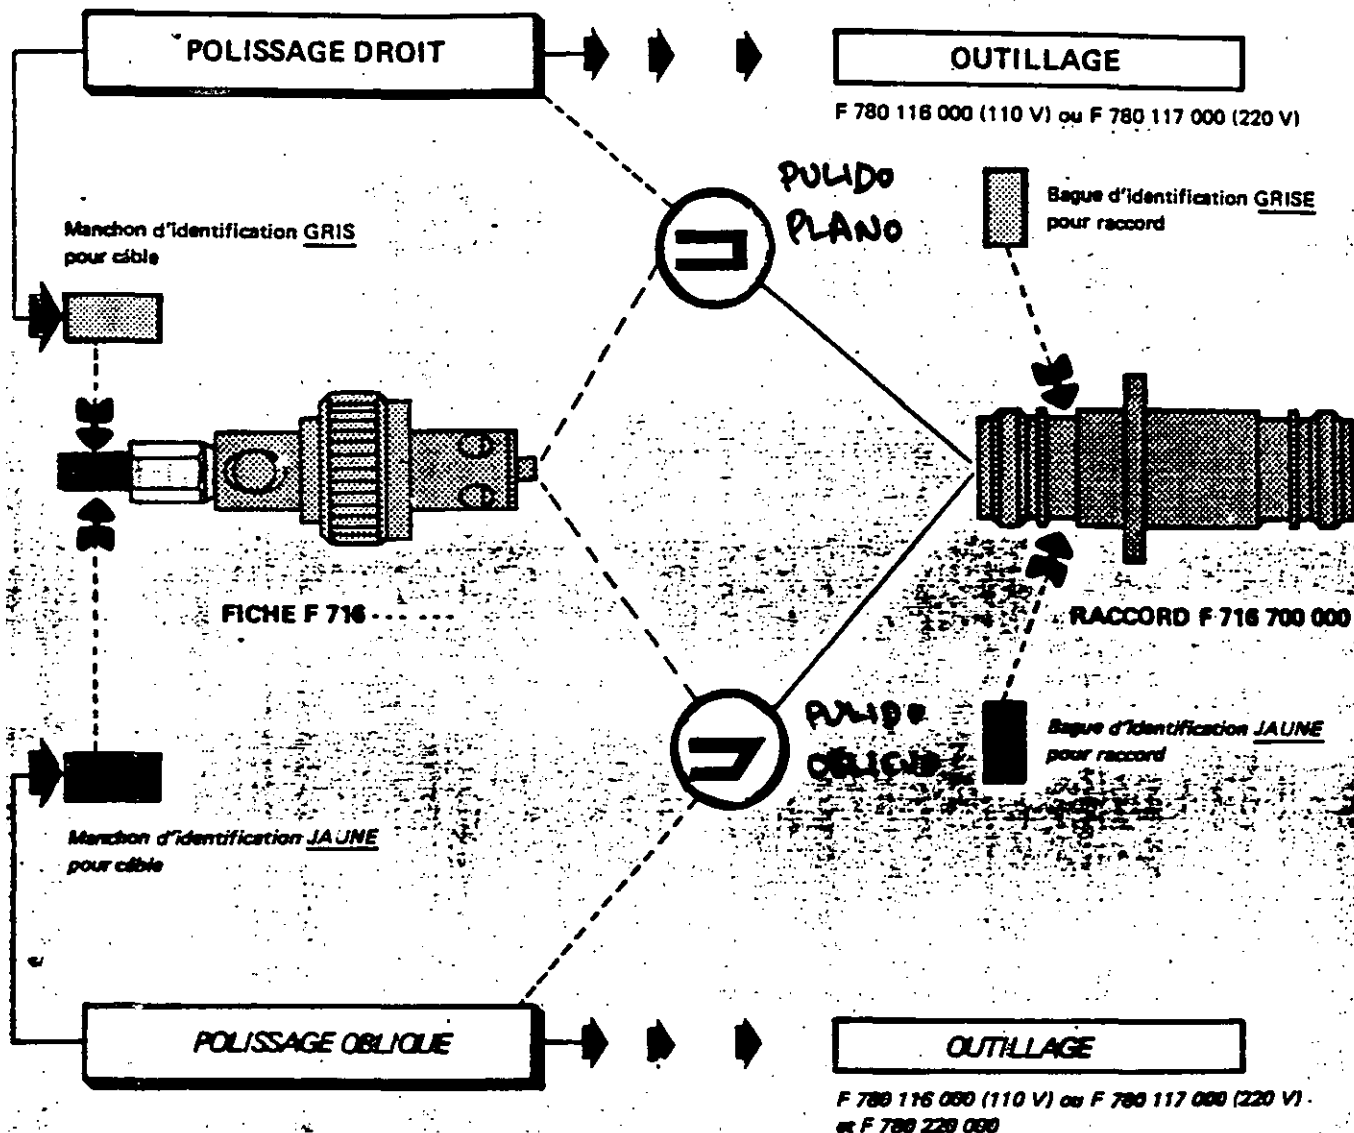 POLISSAGE DROIT
OUTILLAGE
F 780 116 000 (110 V) ou F 780 117 000 (220 V)
PULIDO
PLANO
Bague d'identification GRISE
pour raccord
Manchon d'identification GRIS
pour câble
FICHE F 716 - - - - - -
RACCORD F 716 700 000
PULIDO
OBLICUO
Bague d'identification JAUNE
pour raccord
Manchon d'identification JAUNE
pour câble
POLISSAGE OBLIQUE
OUTILLAGE
F 780 116 000 (110 V) ou F 780 117 000 (220 V)
et F 780 220 000